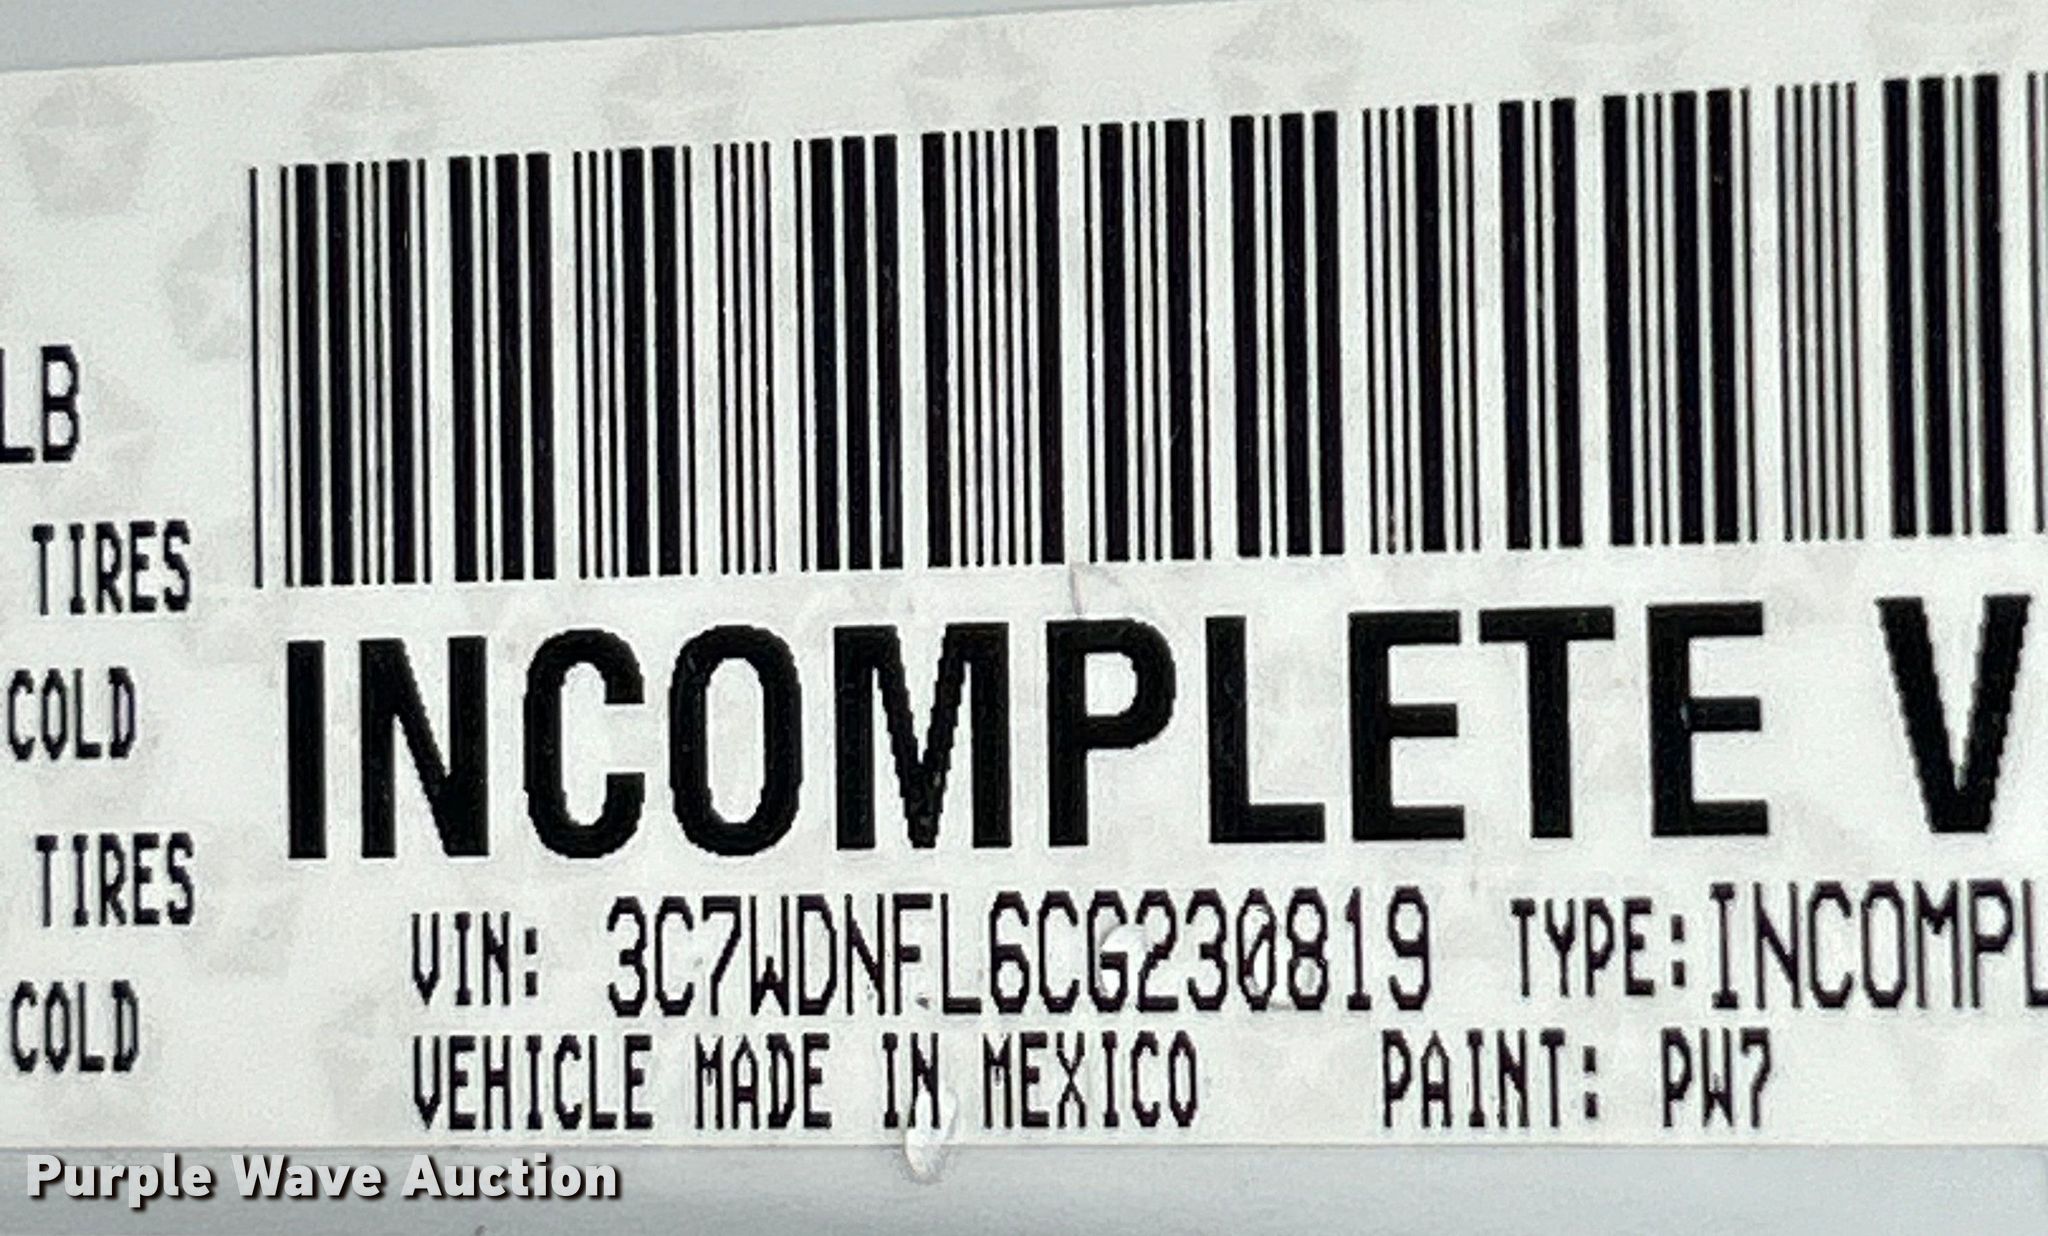 LB
TIRES
COLD
TIRES
COLD
INCOMPLETE V
VIN: 3C7WDNFL6CG230819 TYPE:INCOMPL
VEHICLE MADE IN MEXICO PAINT: PW7
Purple Wave Auction